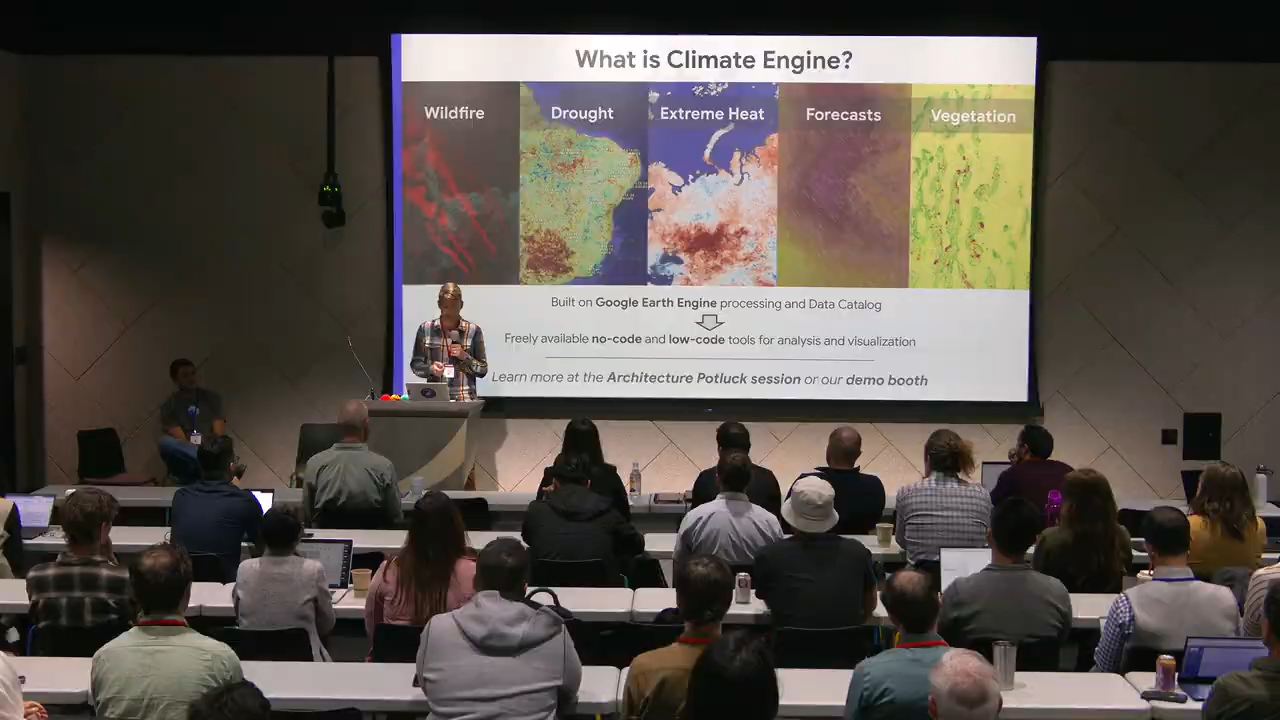 What is Climate Engine?
Wildfire
Drought
Extreme Heat
Forecasts
Vegetation
Built on Google Earth Engine processing and Data Catalog
Freely available no-code and low-code tools for analysis and visualization
Learn more at the Architecture Potluck session or our demo booth